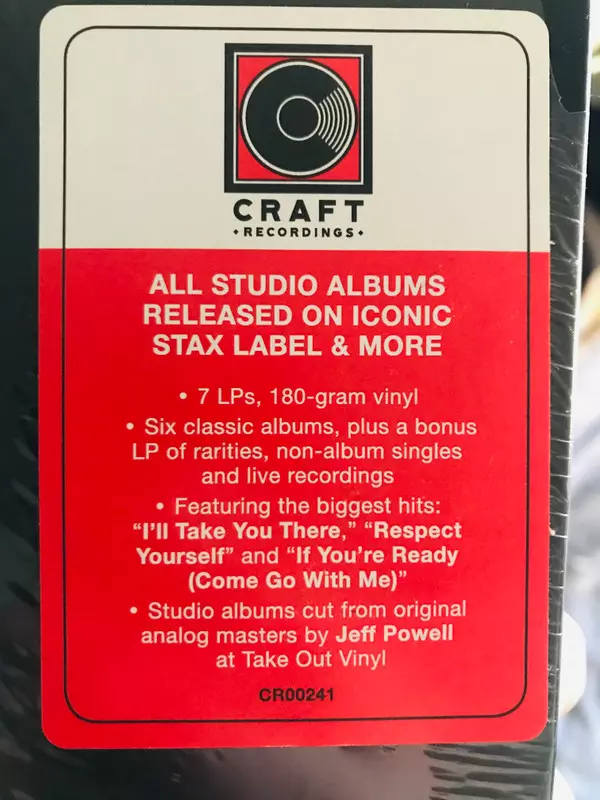 CRAFT
•RECORDINGS•
ALL STUDIO ALBUMS
RELEASED ON ICONIC
STAX LABEL & MORE
• 7 LPs, 180-gram vinyl
• Six classic albums, plus a bonus
LP of rarities, non-album singles
and live recordings
• Featuring the biggest hits:
“I’ll Take You There,” “Respect
Yourself” and “If You’re Ready
(Come Go With Me)”
• Studio albums cut from original
analog masters by Jeff Powell
at Take Out Vinyl
CR00241